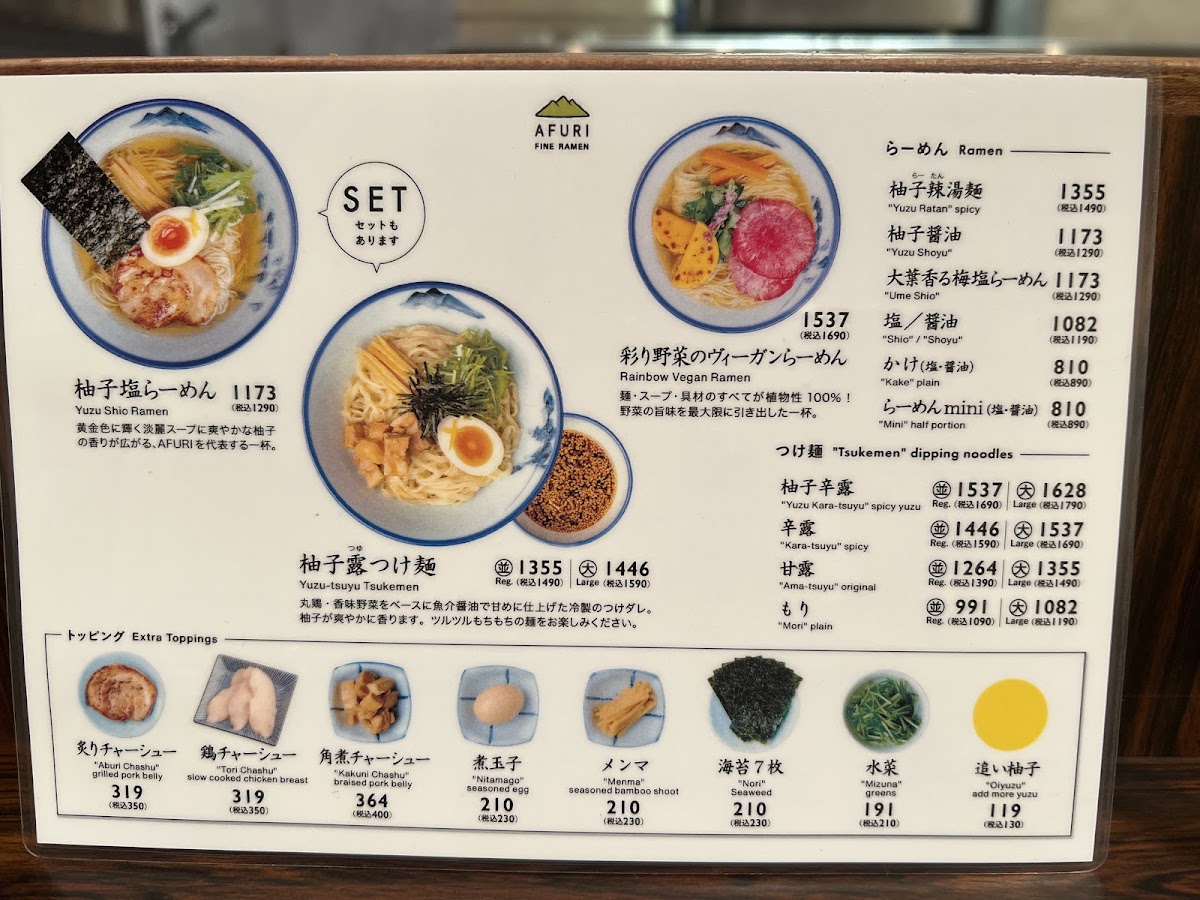 AFURI
FINE RAMEN
SET
セットも
あります
柚子塩らーめん 1173
Yuzu Shio Ramen (税込1290)
黄金色に輝く淡麗スープに爽やかな柚子
の香りが広がる、AFURIを代表する一杯。
つゆ
柚子露つけ麺 並 1355 大 1446
Yuzu-tsuyu Tsukemen Reg. (税込1490) Large (税込1590)
丸鶏・香味野菜をベースに魚介醤油で甘めに仕上げた冷製のつけダレ。
柚子が爽やかに香ります。ツルツルもちもちの麺をお楽しみください。
1537
(税込1690)
彩り野菜のヴィーガンらーめん
Rainbow Vegan Ramen
麺・スープ・具材のすべてが植物性 100%!
野菜の旨味を最大限に引き出した一杯。
らーめん Ramen
らー たん
柚子辣湯麺 1355
"Yuzu Ratan" spicy (税込1490)
柚子醤油 1173
"Yuzu Shoyu" (税込1290)
大葉香る梅塩らーめん 1173
"Ume Shio" (税込1290)
塩/醤油 1082
"Shio" / "Shoyu" (税込1190)
かけ(塩・醤油) 810
"Kake" plain (税込890)
らーめんmini(塩・醤油) 810
"Mini" half portion (税込890)
つけ麺 "Tsukemen" dipping noodles
柚子辛露 並 1537 大 1628
"Yuzu Kara-tsuyu" spicy yuzu Reg. (税込1690) Large (税込1790)
辛露 並 1446 大 1537
"Kara-tsuyu" spicy Reg. (税込1590) Large (税込1690)
甘露 並 1264 大 1355
"Ama-tsuyu" original Reg. (税込1390) Large (税込1490)
もり 並 991 大 1082
"Mori" plain Reg. (税込1090) Large (税込1190)
トッピング Extra Toppings
炙りチャーシュー
"Aburi Chashu"
grilled pork belly
319
(税込350)
鶏チャーシュー
"Tori Chashu"
slow cooked chicken breast
319
(税込350)
角煮チャーシュー
"Kakuni Chashu"
braised pork belly
364
(税込400)
煮玉子
"Nitamago"
seasoned egg
210
(税込230)
メンマ
"Menma"
seasoned bamboo shoot
210
(税込230)
海苔7枚
"Nori"
Seaweed
210
(税込230)
水菜
"Mizuna"
greens
191
(税込210)
追い柚子
"Oiyuzu"
add more yuzu
119
(税込130)